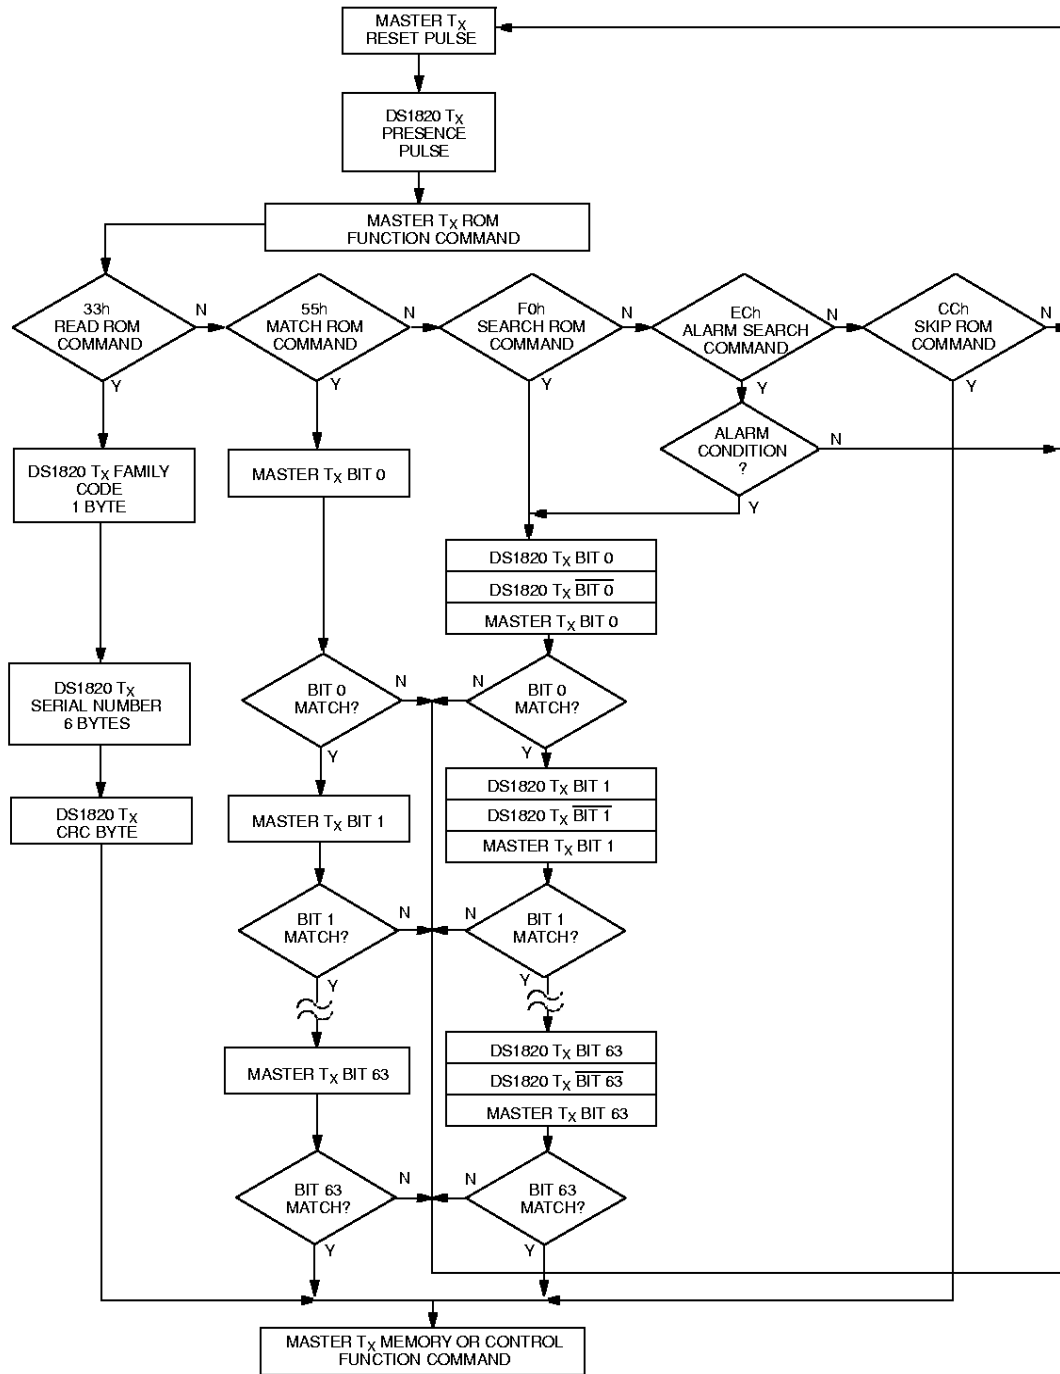 MASTER TX
RESET PULSE
DS1820 TX
PRESENCE
PULSE
MASTER TX ROM
FUNCTION COMMAND
33h
READ ROM
COMMAND
N
Y
55h
MATCH ROM
COMMAND
N
Y
F0h
SEARCH ROM
COMMAND
N
Y
ECh
ALARM SEARCH
COMMAND
N
Y
CCh
SKIP ROM
COMMAND
N
Y
ALARM
CONDITION
?
N
Y
DS1820 TX FAMILY
CODE
1 BYTE
MASTER TX BIT 0
DS1820 TX BIT 0
DS1820 TX B̅I̅T̅ ̅0̅
MASTER TX BIT 0
DS1820 TX
SERIAL NUMBER
6 BYTES
BIT 0
MATCH?
N
Y
BIT 0
MATCH?
N
Y
DS1820 TX
CRC BYTE
MASTER TX BIT 1
DS1820 TX BIT 1
DS1820 TX B̅I̅T̅ ̅1̅
MASTER TX BIT 1
BIT 1
MATCH?
N
Y
BIT 1
MATCH?
N
Y
MASTER TX BIT 63
DS1820 TX BIT 63
DS1820 TX B̅I̅T̅ ̅6̅3̅
MASTER TX BIT 63
BIT 63
MATCH?
N
Y
BIT 63
MATCH?
N
Y
MASTER TX MEMORY OR CONTROL
FUNCTION COMMAND